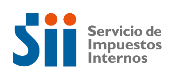 Sii Servicio de
Impuestos
Internos